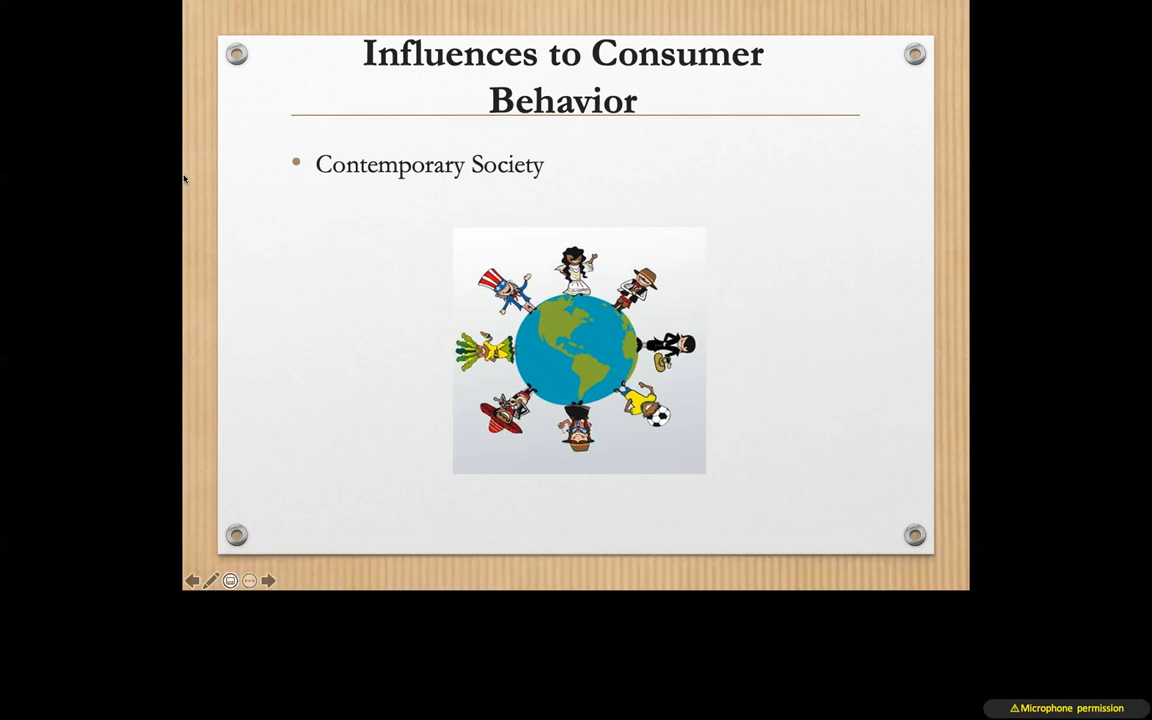 Influences to Consumer
Behavior
• Contemporary Society
⚠Microphone permission